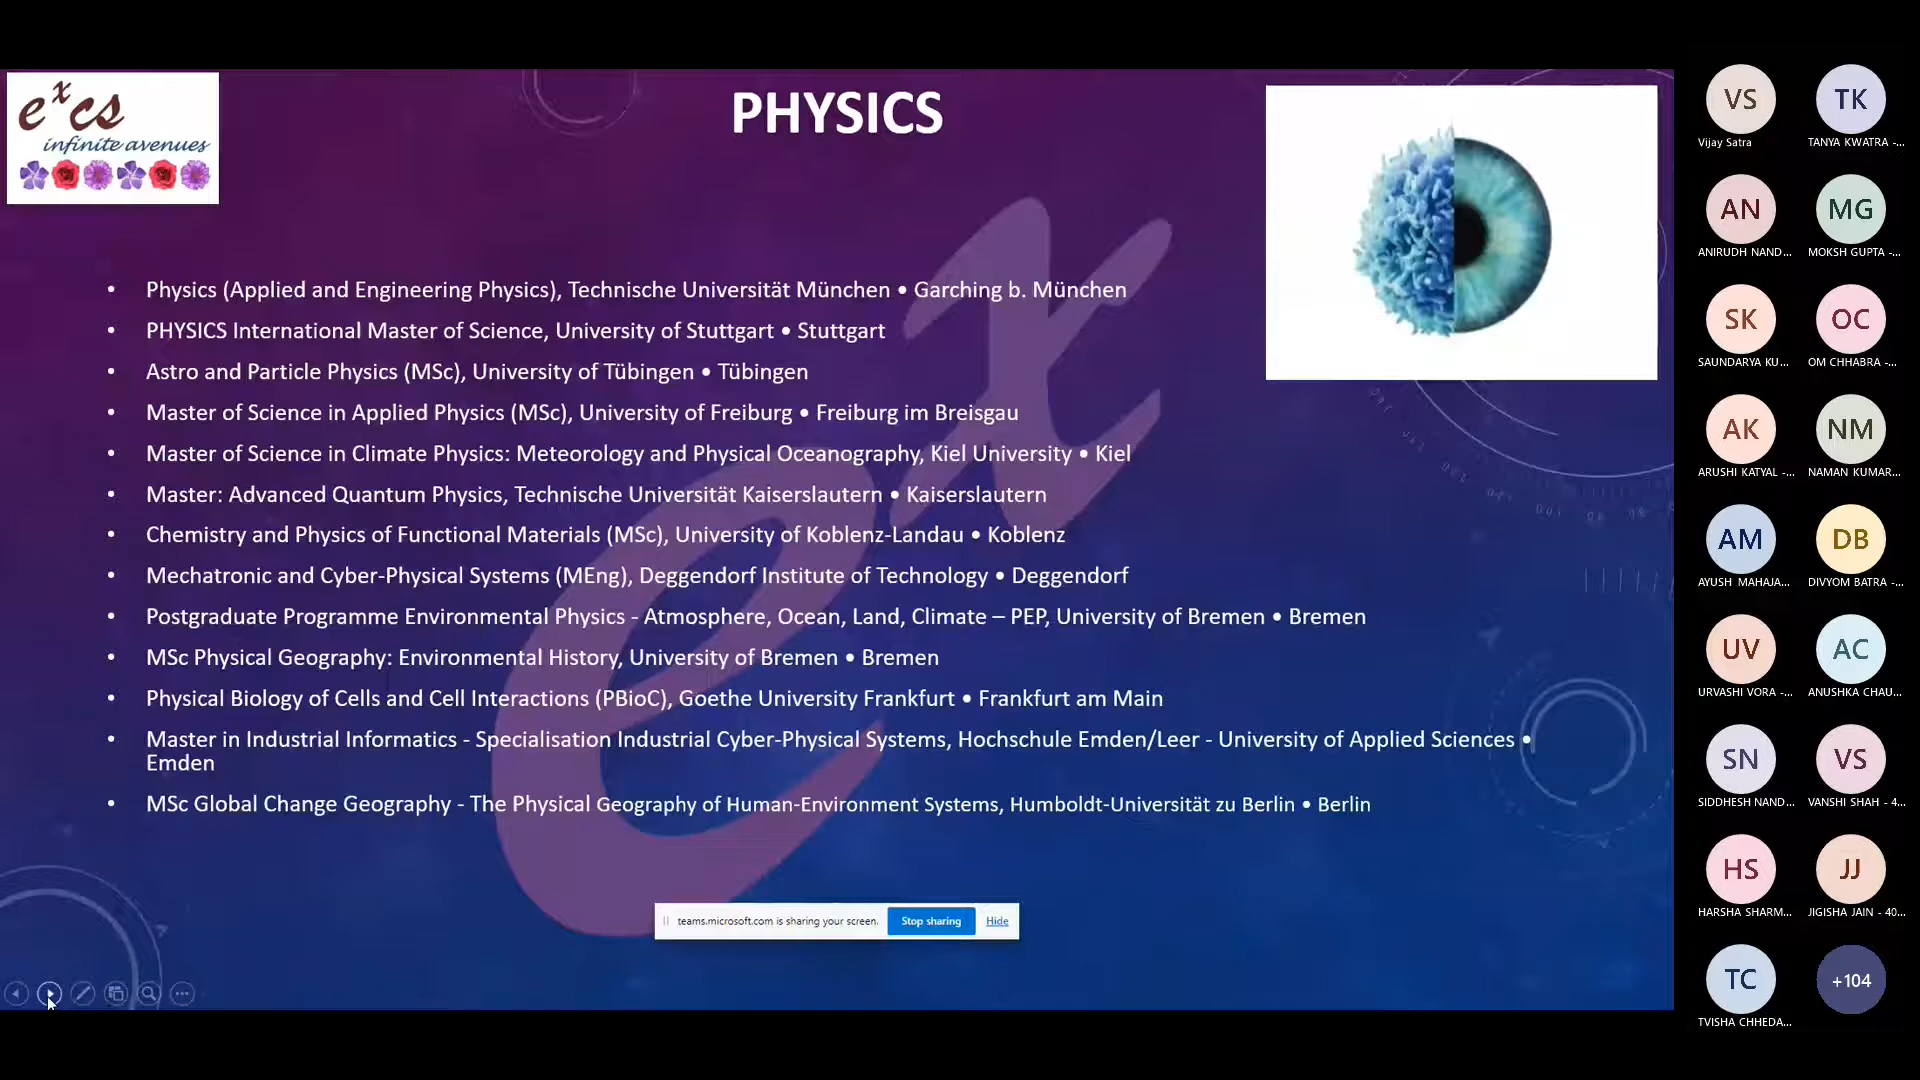 e^x cs
infinite avenues
PHYSICS
• Physics (Applied and Engineering Physics), Technische Universität München • Garching b. München
• PHYSICS International Master of Science, University of Stuttgart • Stuttgart
• Astro and Particle Physics (MSc), University of Tübingen • Tübingen
• Master of Science in Applied Physics (MSc), University of Freiburg • Freiburg im Breisgau
• Master of Science in Climate Physics: Meteorology and Physical Oceanography, Kiel University • Kiel
• Master: Advanced Quantum Physics, Technische Universität Kaiserslautern • Kaiserslautern
• Chemistry and Physics of Functional Materials (MSc), University of Koblenz-Landau • Koblenz
• Mechatronic and Cyber-Physical Systems (MEng), Deggendorf Institute of Technology • Deggendorf
• Postgraduate Programme Environmental Physics - Atmosphere, Ocean, Land, Climate – PEP, University of Bremen • Bremen
• MSc Physical Geography: Environmental History, University of Bremen • Bremen
• Physical Biology of Cells and Cell Interactions (PBioC), Goethe University Frankfurt • Frankfurt am Main
• Master in Industrial Informatics - Specialisation Industrial Cyber-Physical Systems, Hochschule Emden/Leer - University of Applied Sciences •
Emden
• MSc Global Change Geography - The Physical Geography of Human-Environment Systems, Humboldt-Universität zu Berlin • Berlin
ex
teams.microsoft.com is sharing your screen. Stop sharing Hide
VS TK
Vijay Satra TANYA KWATRA -...
AN MG
ANIRUDH NAND... MOKSH GUPTA -...
SK OC
SAUNDARYA KU... OM CHHABRA -...
AK NM
ARUSHI KATYAL -... NAMAN KUMAR...
AM DB
AYUSH MAHAJA... DIVYOM BATRA -...
UV AC
URVASHI VORA -... ANUSHKA CHAU...
SN VS
SIDDHESH NAND... VANSHI SHAH - 4...
HS JJ
HARSHA SHARM... JIGISHA JAIN - 40...
TC +104
TVISHA CHHEDA...